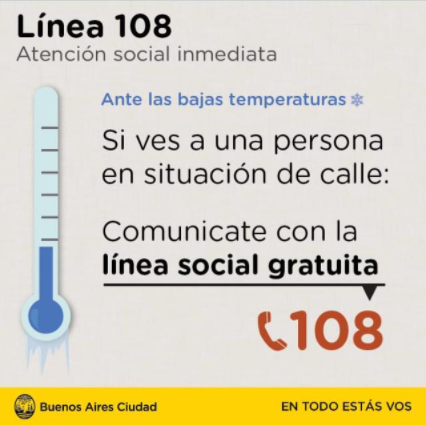 Línea 108
Atención social inmediata
Ante las bajas temperaturas
Si ves a una persona
en situación de calle:
Comunicate con la
línea social gratuita
108
Buenos Aires Ciudad
EN TODO ESTÁS VOS